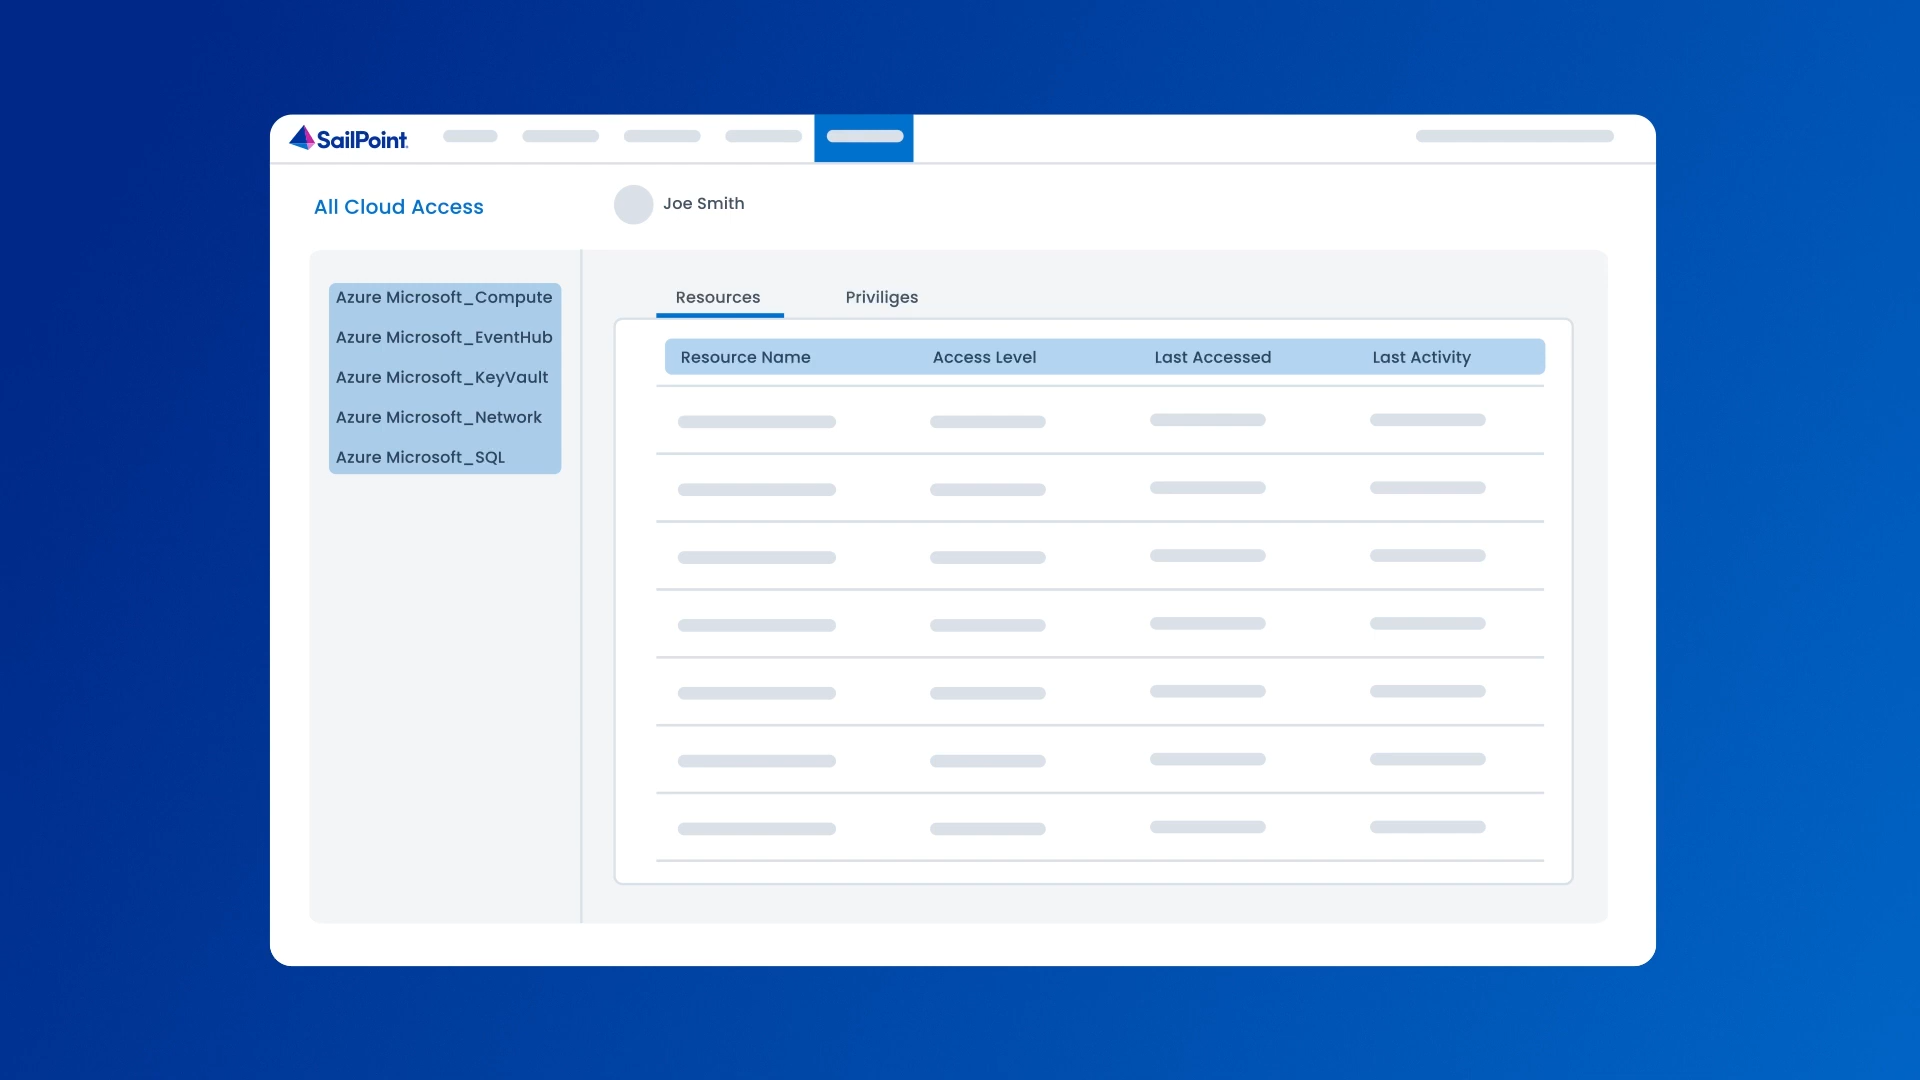 SailPoint
All Cloud Access
Joe Smith
Azure Microsoft_Compute
Azure Microsoft_EventHub
Azure Microsoft_KeyVault
Azure Microsoft_Network
Azure Microsoft_SQL
Resources Priviliges
Resource Name Access Level Last Accessed Last Activity